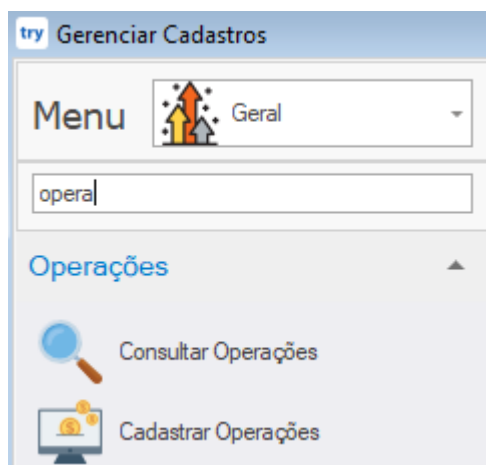 try Gerenciar Cadastros
Menu Geral
opera
Operações
Consultar Operações
Cadastrar Operações